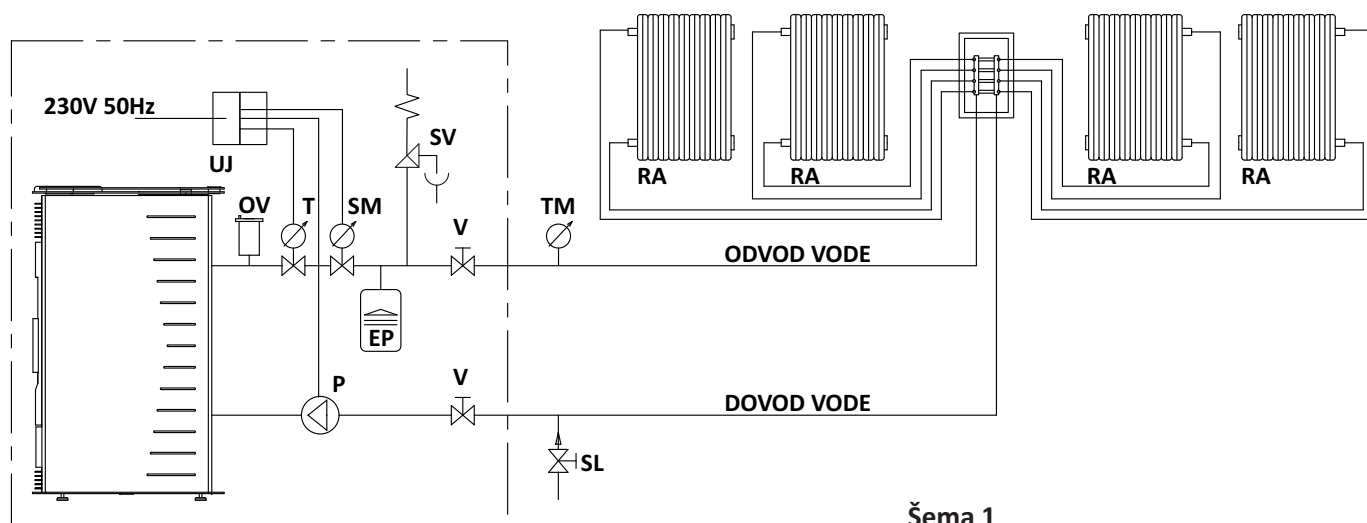 230V 50Hz
UJ
SV
RA
RA
RA
RA
OV
T
SM
V
TM
ODVOD VODE
EP
P
V
DOVOD VODE
SL
Šema 1